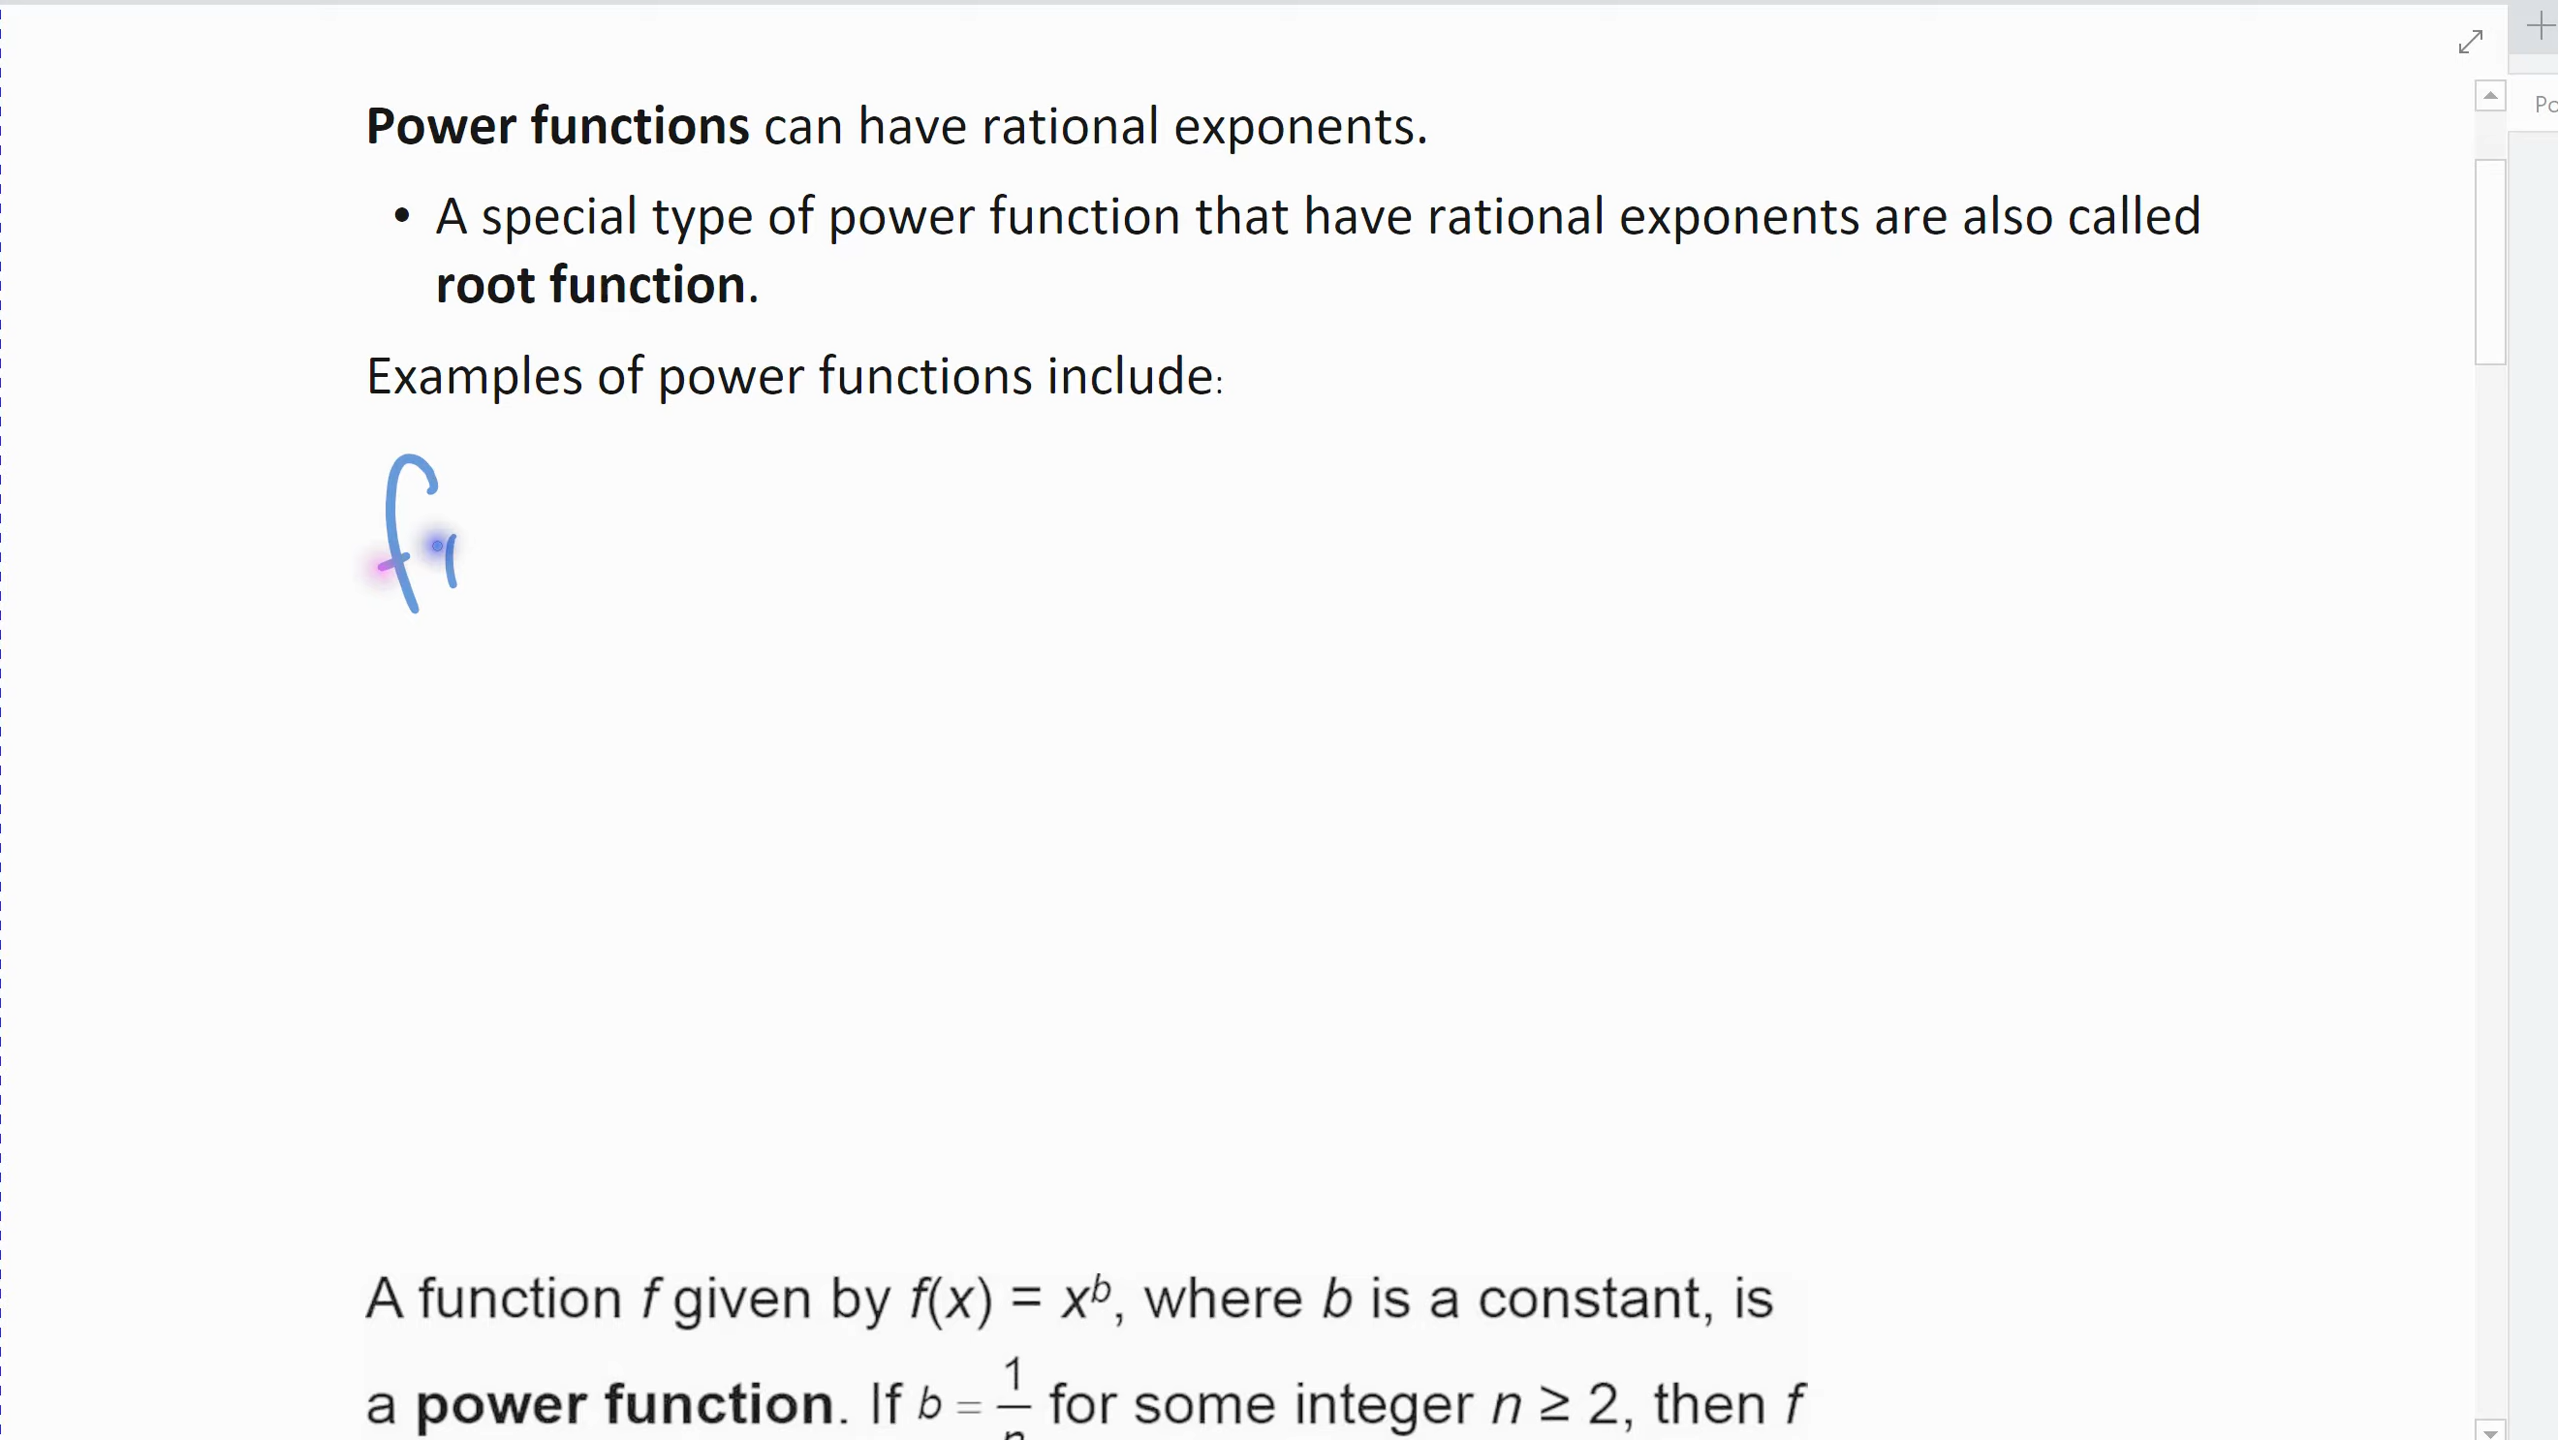 Po
Power functions can have rational exponents.
• A special type of power function that have rational exponents are also called
root function.
Examples of power functions include:
f(
A function f given by f(x) = xᵇ, where b is a constant, is
a power function. If b = 1/n for some integer n ≥ 2, then f